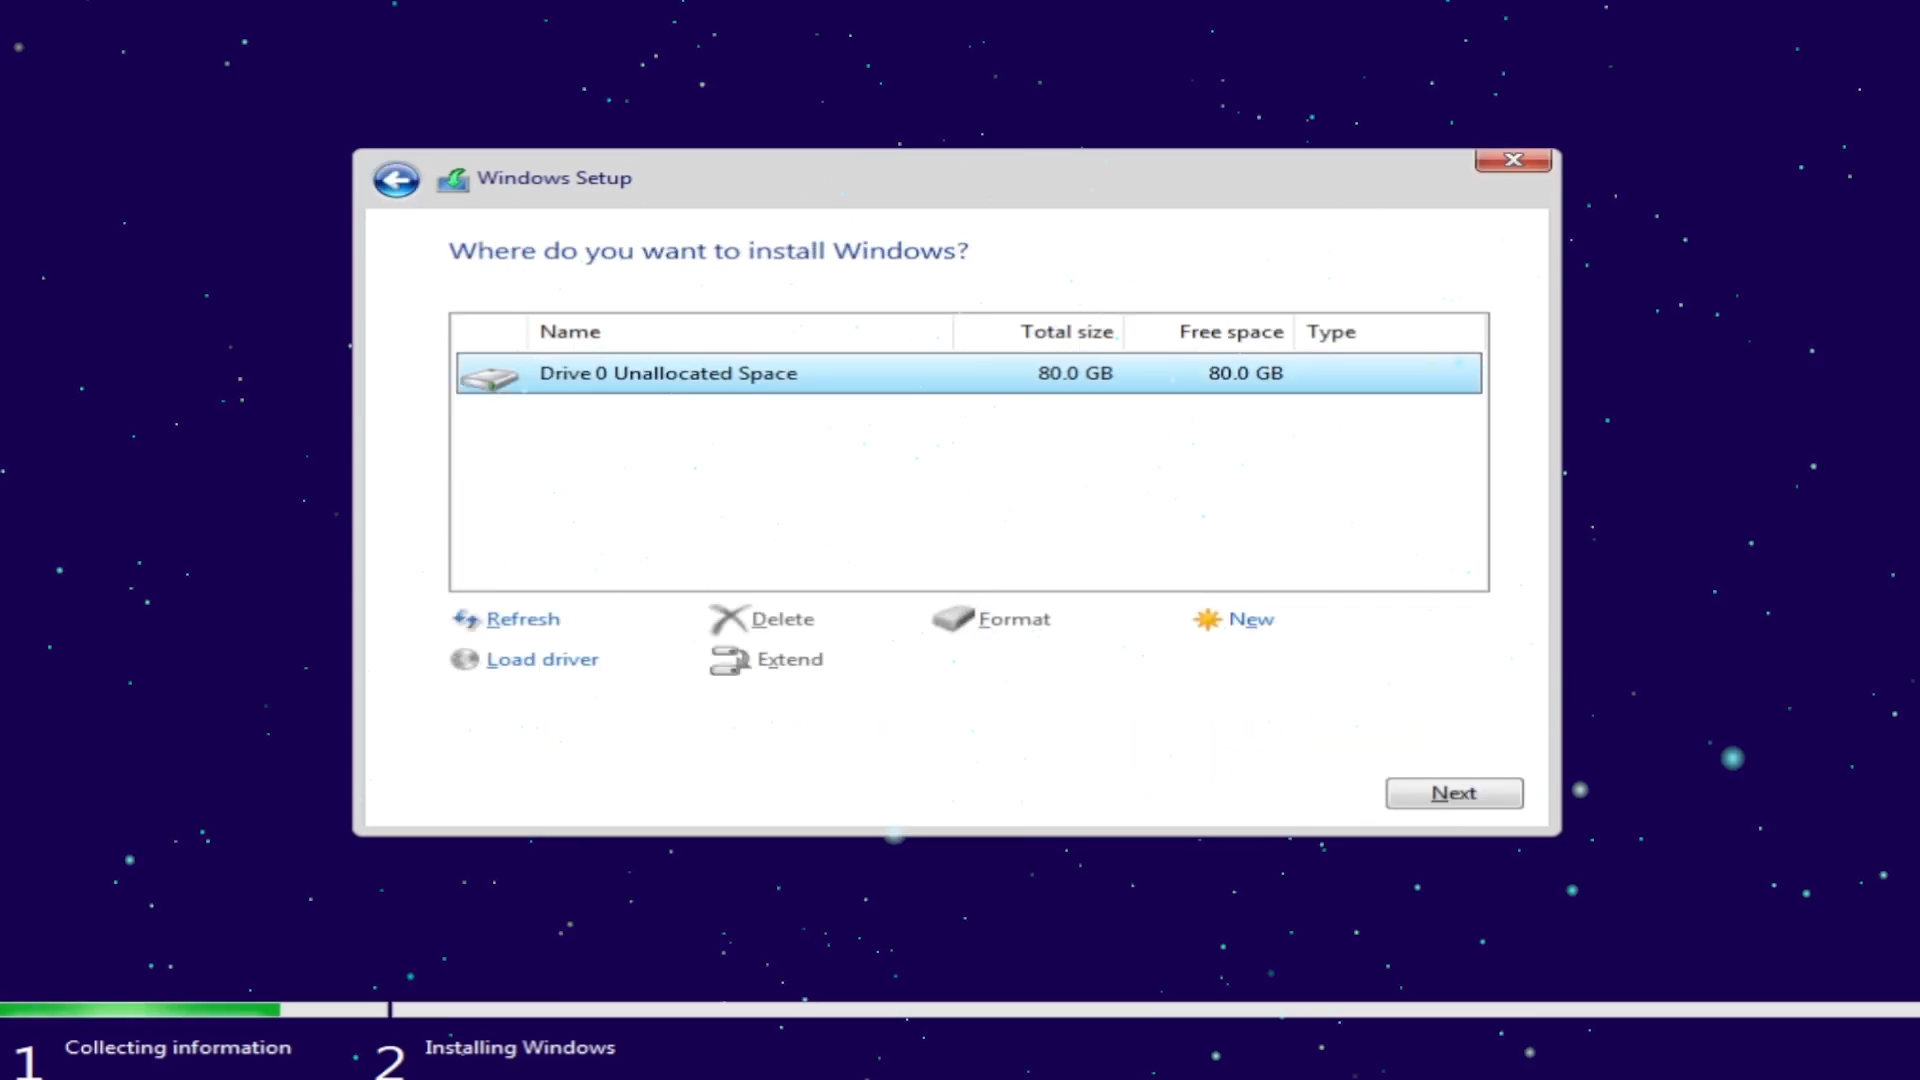 Windows Setup
Where do you want to install Windows?
Name Total size Free space Type
Drive 0 Unallocated Space 80.0 GB 80.0 GB
Refresh Delete Format New
Load driver Extend
Next
1 Collecting information 2 Installing Windows